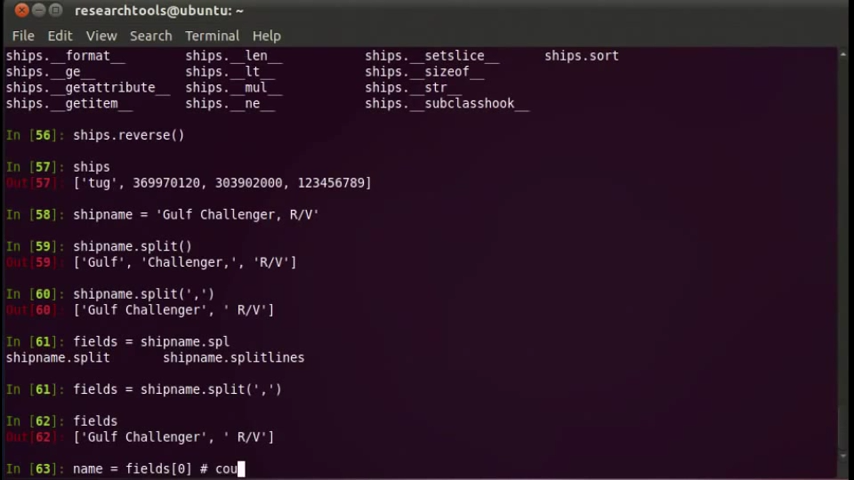 researchtools@ubuntu: ~
File Edit View Search Terminal Help
ships.__format__ ships.__len__ ships.__setslice__ ships.sort
ships.__ge__ ships.__lt__ ships.__sizeof__
ships.__getattribute__ ships.__mul__ ships.__str__
ships.__getitem__ ships.__ne__ ships.__subclasshook__
In [56]: ships.reverse()
In [57]: ships
Out[57]: ['tug', 369970120, 303902000, 123456789]
In [58]: shipname = 'Gulf Challenger, R/V'
In [59]: shipname.split()
Out[59]: ['Gulf', 'Challenger,', 'R/V']
In [60]: shipname.split(',')
Out[60]: ['Gulf Challenger', ' R/V']
In [61]: fields = shipname.spl
shipname.split shipname.splitlines
In [61]: fields = shipname.split(',')
In [62]: fields
Out[62]: ['Gulf Challenger', ' R/V']
In [63]: name = fields[0] # cou